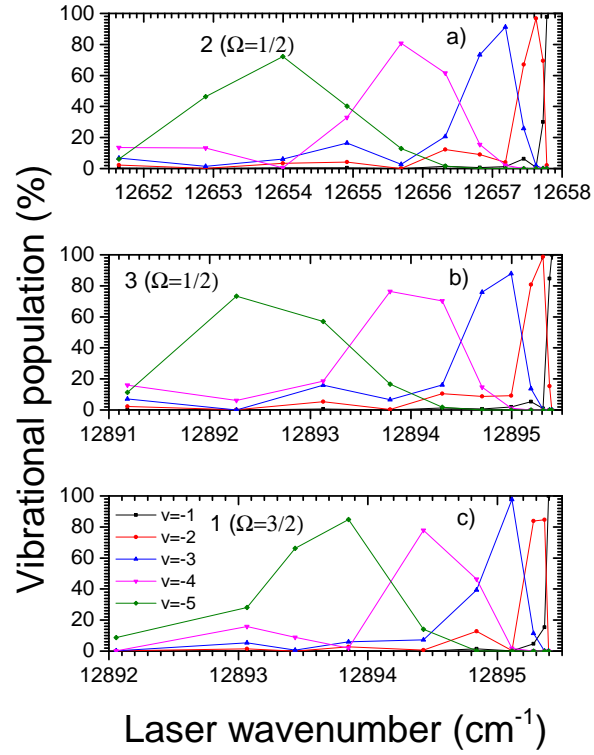 Vibrational population (%)
100
80
60
40
20
0
2 (Ω=1/2)
a)
12652 12653 12654 12655 12656 12657 12658
100
80
60
40
20
0
3 (Ω=1/2)
b)
12891 12892 12893 12894 12895
100
80
60
40
20
0
v=-1
v=-2
v=-3
v=-4
v=-5
1 (Ω=3/2)
c)
12892 12893 12894 12895
Laser wavenumber (cm⁻¹)